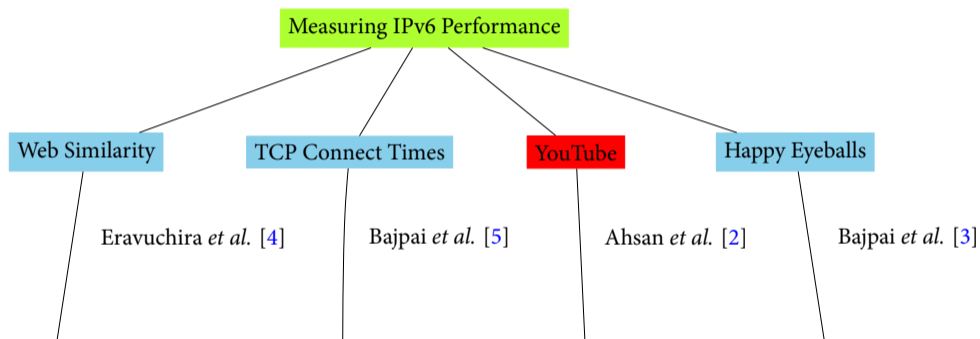 Measuring IPv6 Performance
Web Similarity
TCP Connect Times
YouTube
Happy Eyeballs
Eravuchira et al. [4]
Bajpai et al. [5]
Ahsan et al. [2]
Bajpai et al. [3]